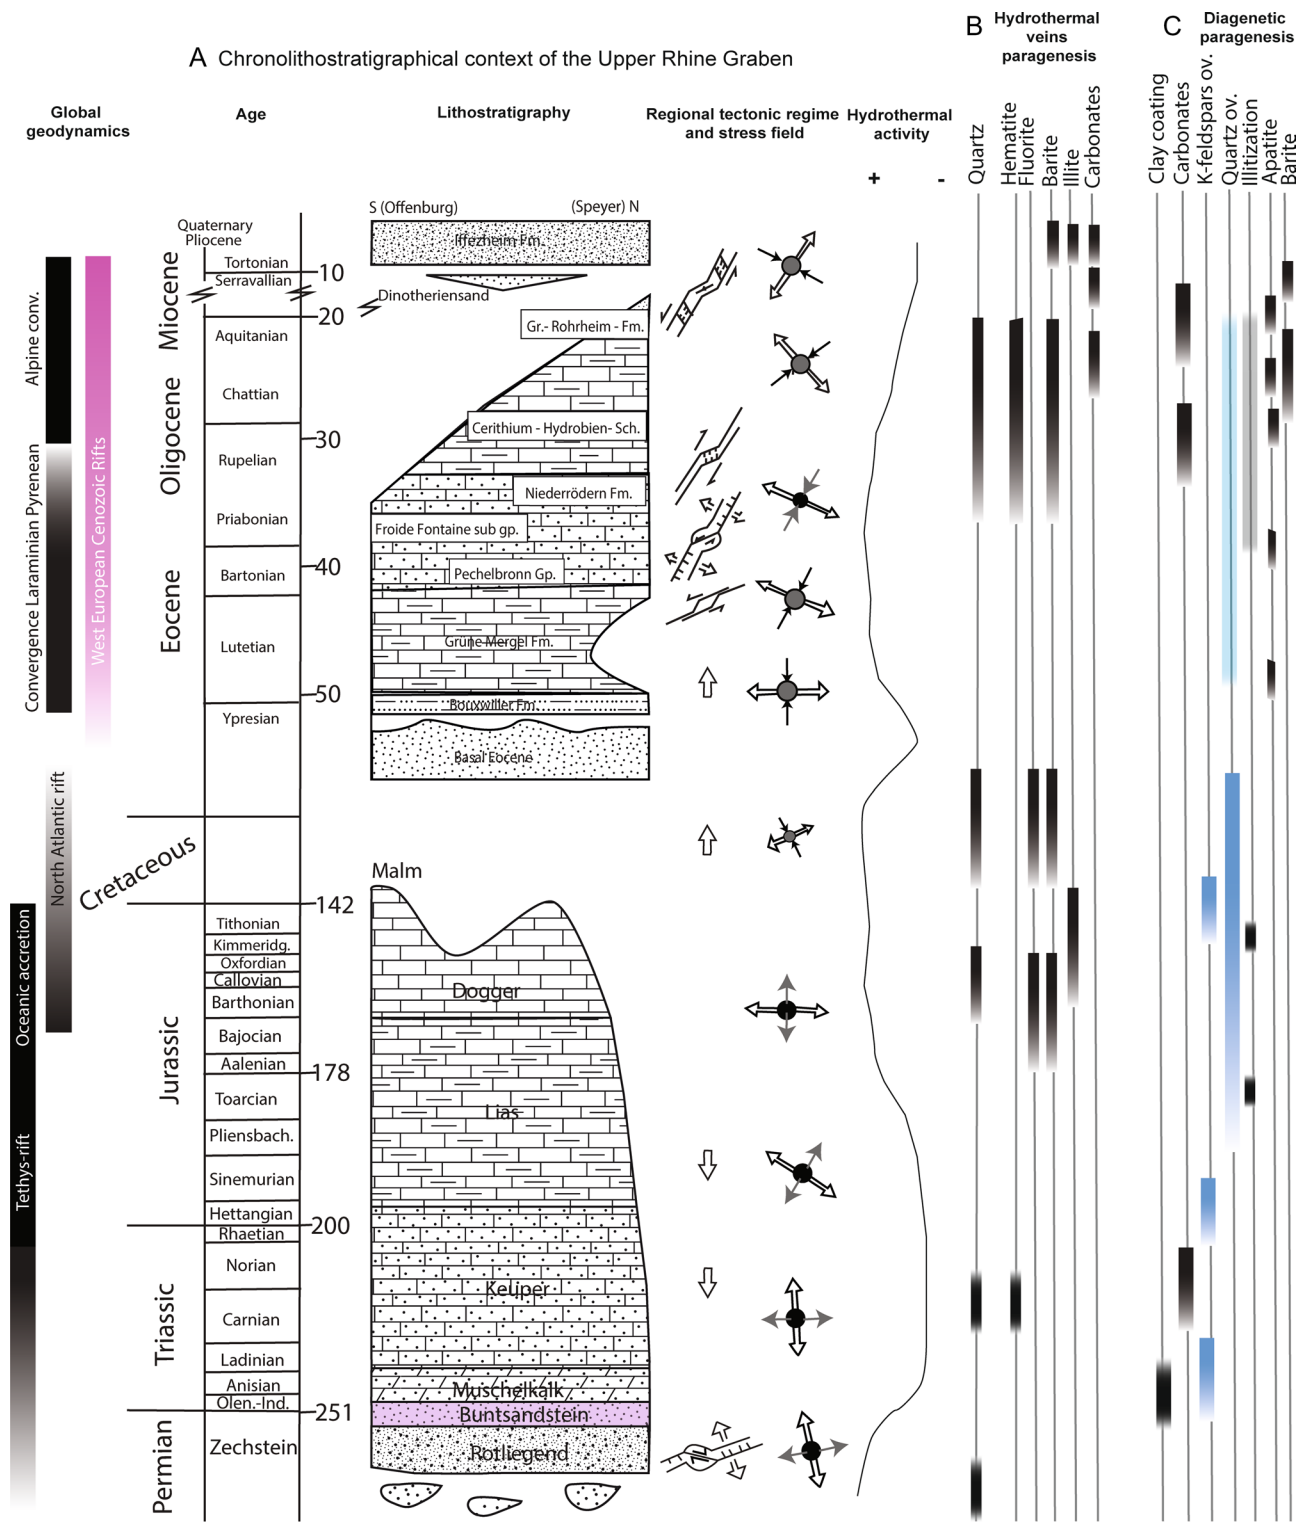 A Chronolithostratigraphical context of the Upper Rhine Graben
B Hydrothermal
veins
paragenesis
C Diagenetic
paragenesis
Global
geodynamics
Age
Lithostratigraphy
Regional tectonic regime
and stress field
Hydrothermal
activity
+
-
Quartz
Hematite
Fluorite
Barite
Illite
Carbonates
Clay coating
Carbonates
K-feldspars ov.
Quartz ov.
Illitization
Apatite
Barite
Alpine conv.
Convergence Laraminian Pyrenean
West European Cenozoic Rifts
North Atlantic rift
Oceanic accretion
Tethys-rift
Miocene
Oligocene
Eocene
Cretaceous
Jurassic
Triassic
Permian
Quaternary
Pliocene
Tortonian
Serravallian
Aquitanian
Chattian
Rupelian
Priabonian
Bartonian
Lutetian
Ypresian
Tithonian
Kimmeridg.
Oxfordian
Callovian
Barthonian
Bajocian
Aalenian
Toarcian
Pliensbach.
Sinemurian
Hettangian
Rhaetian
Norian
Carnian
Ladinian
Anisian
Olen.-Ind.
Zechstein
10
20
30
40
50
142
178
200
251
S (Offenburg)
(Speyer) N
Iffezheim Fm.
Dinotheriensand
Gr.- Rohrheim - Fm.
Cerithium - Hydrobien- Sch.
Niederrödern Fm.
Froide Fontaine sub gp.
Pechelbronn Gp.
Grüne Mergel Fm.
Bouxwiller Fm.
Basal Eocene
Malm
Dogger
Lias
Keuper
Muschelkalk
Buntsandstein
Rotliegend